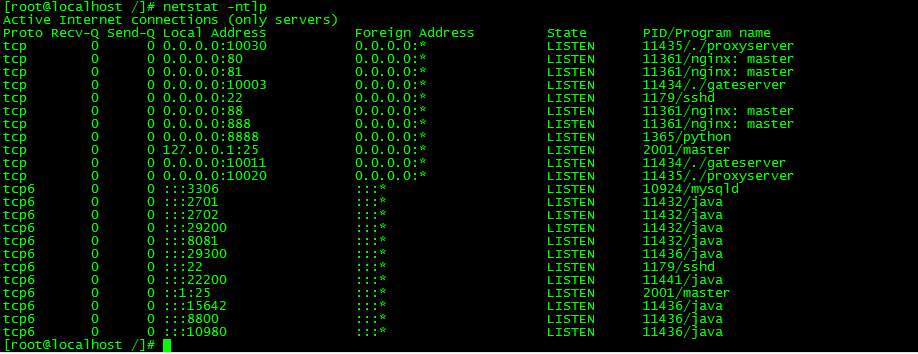 [root@localhost /]# netstat -ntlp
Active Internet connections (only servers)
Proto Recv-Q Send-Q Local Address           Foreign Address         State       PID/Program name
tcp        0      0 0.0.0.0:10030           0.0.0.0:*               LISTEN      11435/./proxyserver
tcp        0      0 0.0.0.0:80              0.0.0.0:*               LISTEN      11361/nginx: master
tcp        0      0 0.0.0.0:81              0.0.0.0:*               LISTEN      11361/nginx: master
tcp        0      0 0.0.0.0:10003           0.0.0.0:*               LISTEN      11434/./gateserver
tcp        0      0 0.0.0.0:22              0.0.0.0:*               LISTEN      1179/sshd
tcp        0      0 0.0.0.0:88              0.0.0.0:*               LISTEN      11361/nginx: master
tcp        0      0 0.0.0.0:888             0.0.0.0:*               LISTEN      11361/nginx: master
tcp        0      0 0.0.0.0:8888            0.0.0.0:*               LISTEN      1365/python
tcp        0      0 127.0.0.1:25            0.0.0.0:*               LISTEN      2001/master
tcp        0      0 0.0.0.0:10011           0.0.0.0:*               LISTEN      11434/./gateserver
tcp        0      0 0.0.0.0:10020           0.0.0.0:*               LISTEN      11435/./proxyserver
tcp6       0      0 :::3306                 :::*                    LISTEN      10924/mysqld
tcp6       0      0 :::2701                 :::*                    LISTEN      11432/java
tcp6       0      0 :::2702                 :::*                    LISTEN      11432/java
tcp6       0      0 :::29200                :::*                    LISTEN      11432/java
tcp6       0      0 :::8081                 :::*                    LISTEN      11432/java
tcp6       0      0 :::29300                :::*                    LISTEN      11436/java
tcp6       0      0 :::22                   :::*                    LISTEN      1179/sshd
tcp6       0      0 :::22200                :::*                    LISTEN      11441/java
tcp6       0      0 ::1:25                  :::*                    LISTEN      2001/master
tcp6       0      0 :::15642                :::*                    LISTEN      11436/java
tcp6       0      0 :::8800                 :::*                    LISTEN      11436/java
tcp6       0      0 :::10980                :::*                    LISTEN      11436/java
[root@localhost /]#